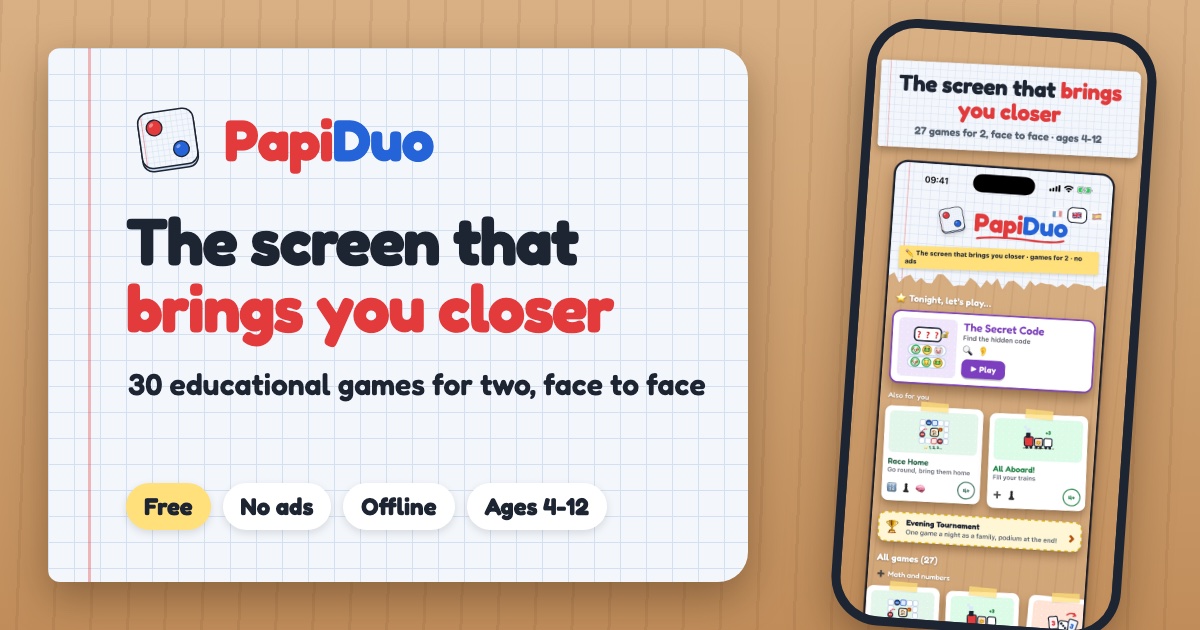 PapiDuo
The screen that
brings you closer
30 educational games for two, face to face
Free
No ads
Offline
Ages 4-12
The screen that brings
you closer
27 games for 2, face to face · ages 4-12
09:41
PapiDuo
The screen that brings you closer · games for 2 · no
ads
Tonight, let's play...
The Secret Code
Find the hidden code
? ? ?
▶ Play
Also for you
Race Home
Go round, bring them home
All Aboard!
Fill your trains
Evening Tournament
One game a night as a family, podium at the end!
All games (27)
Math and numbers